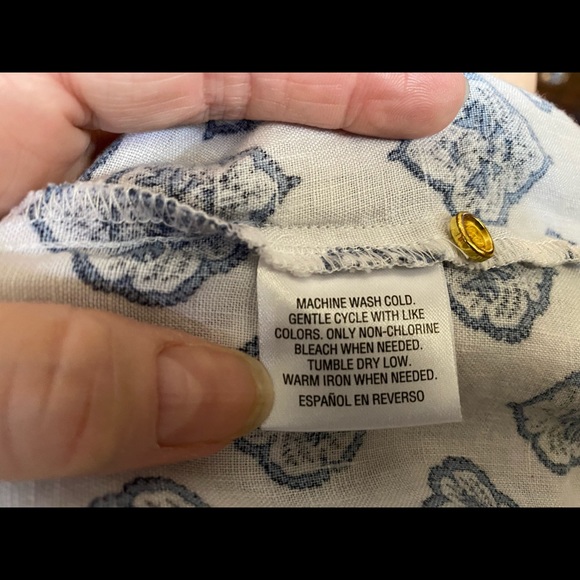 MACHINE WASH COLD.
GENTLE CYCLE WITH LIKE
COLORS. ONLY NON-CHLORINE
BLEACH WHEN NEEDED.
TUMBLE DRY LOW.
WARM IRON WHEN NEEDED.
ESPAÑOL EN REVERSO